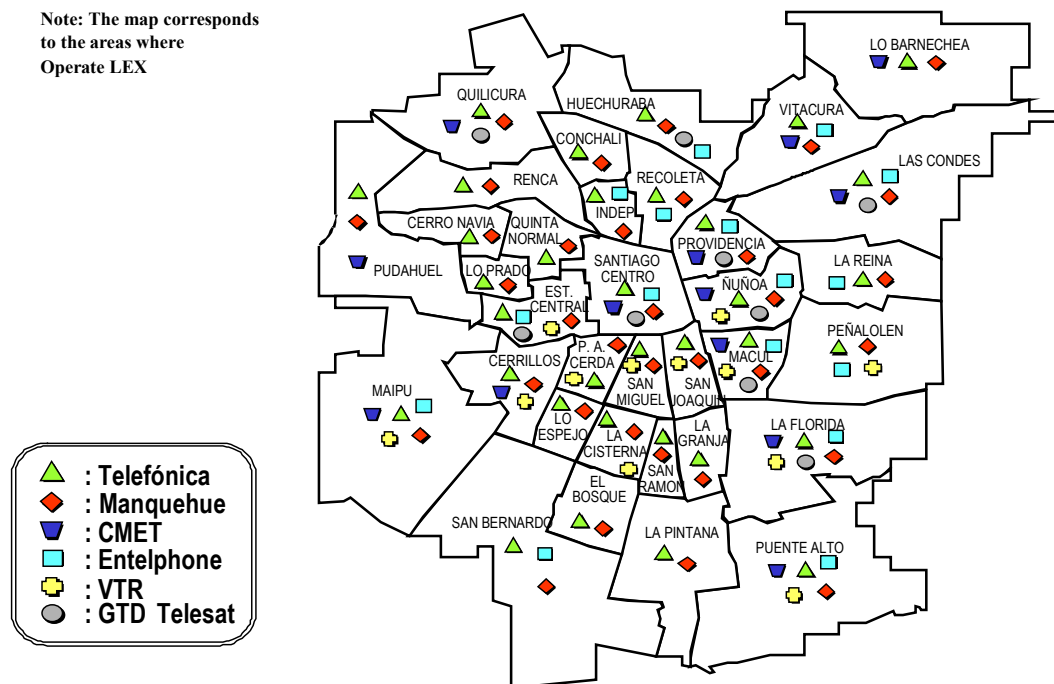 Note: The map corresponds
to the areas where
Operate LEX
LO BARNECHEA
QUILICURA
HUECHURABA
VITACURA
CONCHALI
LAS CONDES
RENCA
RECOLETA
INDEP.
CERRO NAVIA
QUINTA
NORMAL
PROVIDENCIA
PUDAHUEL
LO PRADO
SANTIAGO
CENTRO
LA REINA
ÑUÑOA
EST.
CENTRAL
PEÑALOLEN
CERRILLOS
P. A.
CERDA
MACUL
SAN
MIGUEL
SAN
JOAQUIN
MAIPU
LO
ESPEJO
LA
CISTERNA
LA
GRANJA
LA FLORIDA
SAN
RAMON
EL
BOSQUE
SAN BERNARDO
LA PINTANA
PUENTE ALTO
: Telefónica
: Manquehue
: CMET
: Entelphone
: VTR
: GTD Telesat